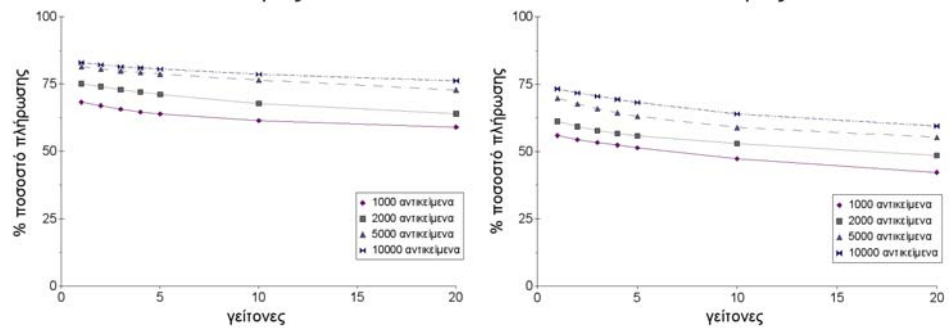 100
75
50
25
0
% ποσοστό πλήρωσης
0 5 10 15 20
γείτονες
1000 αντικείμενα
2000 αντικείμενα
5000 αντικείμενα
10000 αντικείμενα
100
75
50
25
0
% ποσοστό πλήρωσης
0 5 10 15 20
γείτονες
1000 αντικείμενα
2000 αντικείμενα
5000 αντικείμενα
10000 αντικείμενα